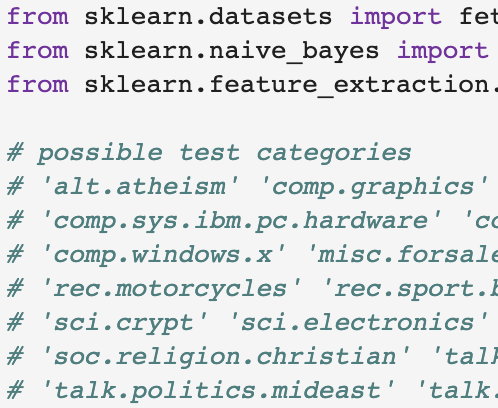 from sklearn.datasets import fet
from sklearn.naive_bayes import
from sklearn.feature_extraction.
# possible test categories
# 'alt.atheism' 'comp.graphics'
# 'comp.sys.ibm.pc.hardware' 'co
# 'comp.windows.x' 'misc.forsale
# 'rec.motorcycles' 'rec.sport.b
# 'sci.crypt' 'sci.electronics'
# 'soc.religion.christian' 'talk
# 'talk.politics.mideast' 'talk.